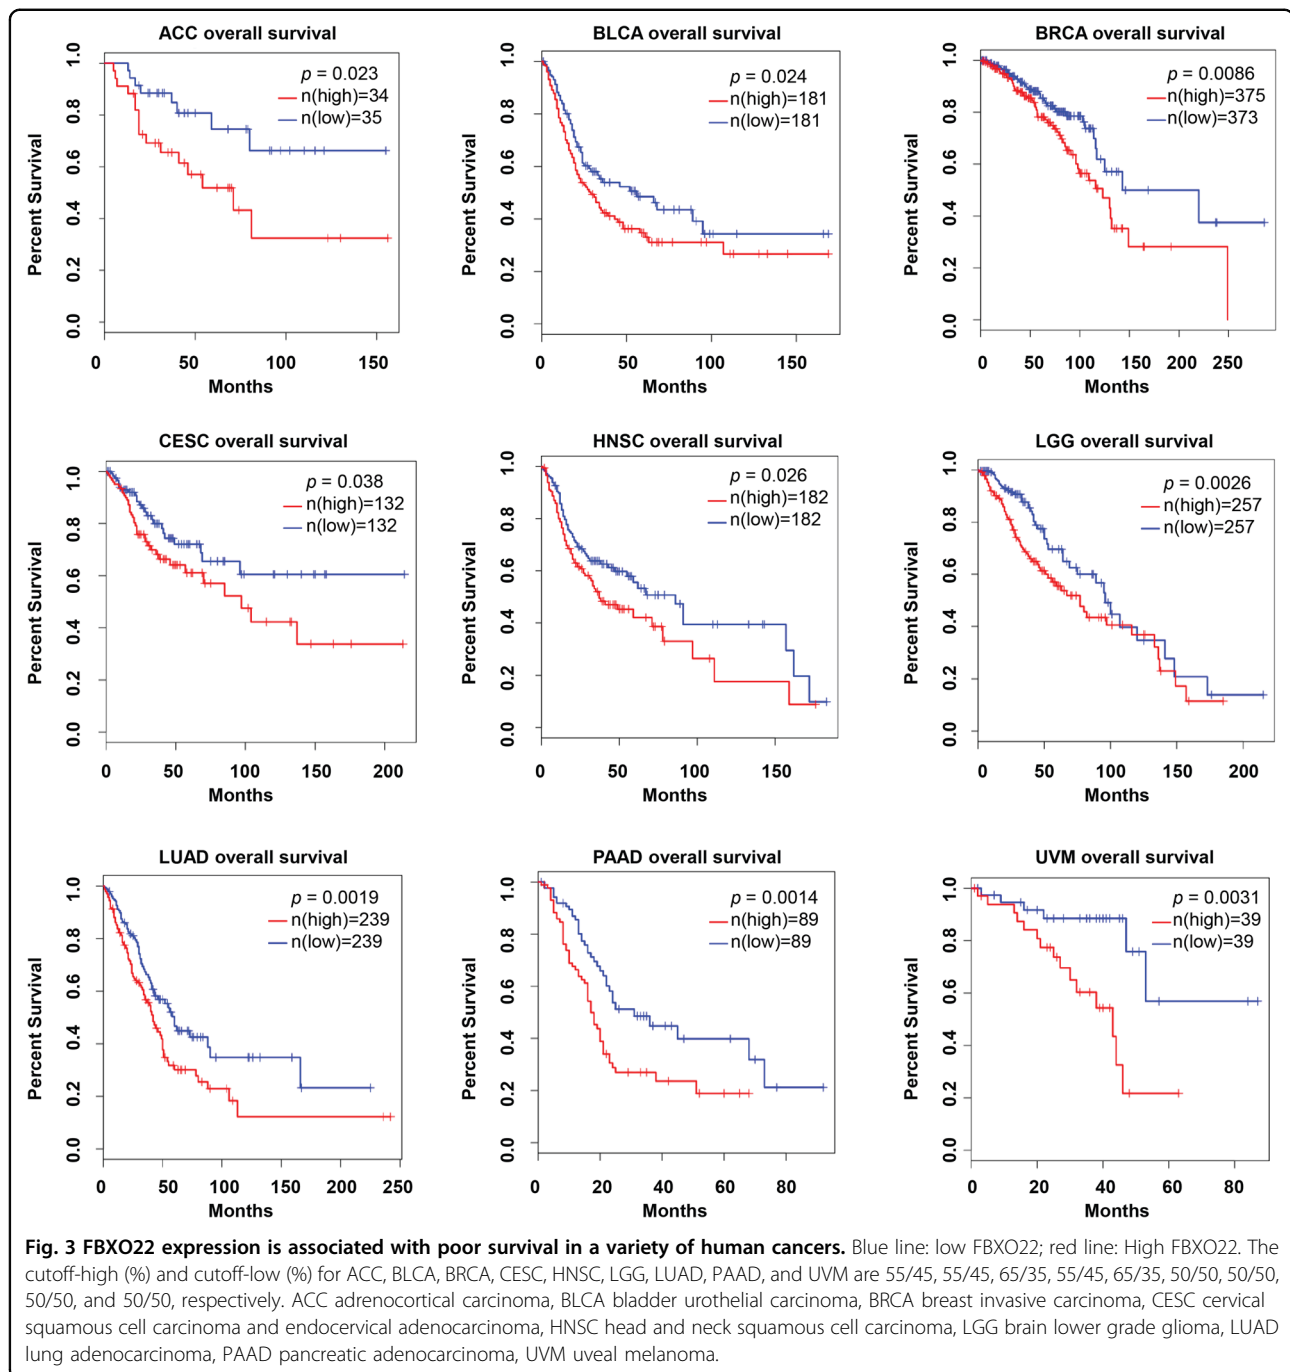 ACC overall survival
1.0
0.8
0.6
0.4
0.2
0.0
Percent Survival
p = 0.023
n(high)=34
n(low)=35
0 50 100 150
Months
BLCA overall survival
1.0
0.8
0.6
0.4
0.2
0.0
Percent Survival
p = 0.024
n(high)=181
n(low)=181
0 50 100 150
Months
BRCA overall survival
1.0
0.8
0.6
0.4
0.2
0.0
Percent Survival
p = 0.0086
n(high)=375
n(low)=373
0 50 100 150 200 250
Months
CESC overall survival
1.0
0.8
0.6
0.4
0.2
0.0
Percent Survival
p = 0.038
n(high)=132
n(low)=132
0 50 100 150 200
Months
HNSC overall survival
1.0
0.8
0.6
0.4
0.2
0.0
Percent Survival
p = 0.026
n(high)=182
n(low)=182
0 50 100 150
Months
LGG overall survival
1.0
0.8
0.6
0.4
0.2
0.0
Percent Survival
p = 0.0026
n(high)=257
n(low)=257
0 50 100 150 200
Months
LUAD overall survival
1.0
0.8
0.6
0.4
0.2
0.0
Percent Survival
p = 0.0019
n(high)=239
n(low)=239
0 50 100 150 200 250
Months
PAAD overall survival
1.0
0.8
0.6
0.4
0.2
0.0
Percent Survival
p = 0.0014
n(high)=89
n(low)=89
0 20 40 60 80
Months
UVM overall survival
1.0
0.8
0.6
0.4
0.2
0.0
Percent Survival
p = 0.0031
n(high)=39
n(low)=39
0 20 40 60 80
Months
Fig. 3 FBXO22 expression is associated with poor survival in a variety of human cancers. Blue line: low FBXO22; red line: High FBXO22. The
cutoff-high (%) and cutoff-low (%) for ACC, BLCA, BRCA, CESC, HNSC, LGG, LUAD, PAAD, and UVM are 55/45, 55/45, 65/35, 55/45, 65/35, 50/50, 50/50,
50/50, and 50/50, respectively. ACC adrenocortical carcinoma, BLCA bladder urothelial carcinoma, BRCA breast invasive carcinoma, CESC cervical
squamous cell carcinoma and endocervical adenocarcinoma, HNSC head and neck squamous cell carcinoma, LGG brain lower grade glioma, LUAD
lung adenocarcinoma, PAAD pancreatic adenocarcinoma, UVM uveal melanoma.